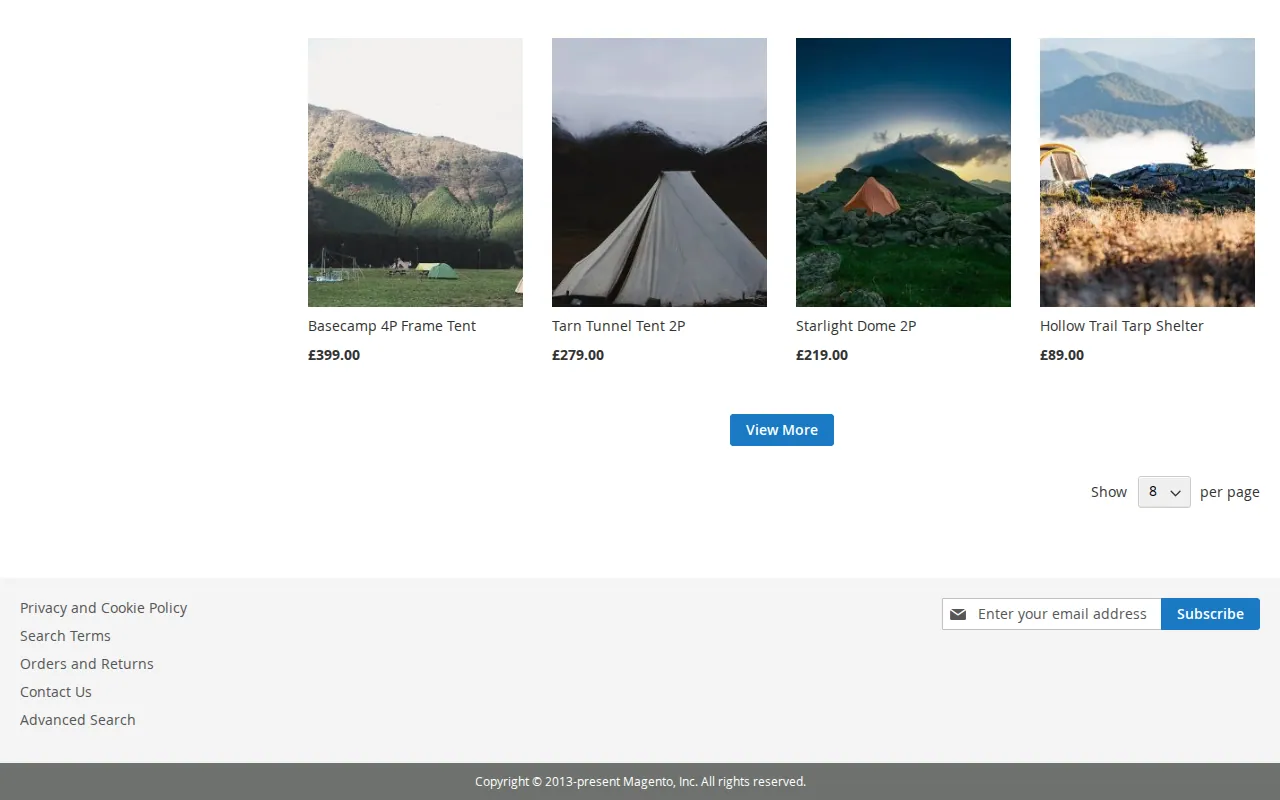 Basecamp 4P Frame Tent
£399.00
Tarn Tunnel Tent 2P
£279.00
Starlight Dome 2P
£219.00
Hollow Trail Tarp Shelter
£89.00
View More
Show 8 per page
Privacy and Cookie Policy
Search Terms
Orders and Returns
Contact Us
Advanced Search
Enter your email address
Subscribe
Copyright © 2013-present Magento, Inc. All rights reserved.